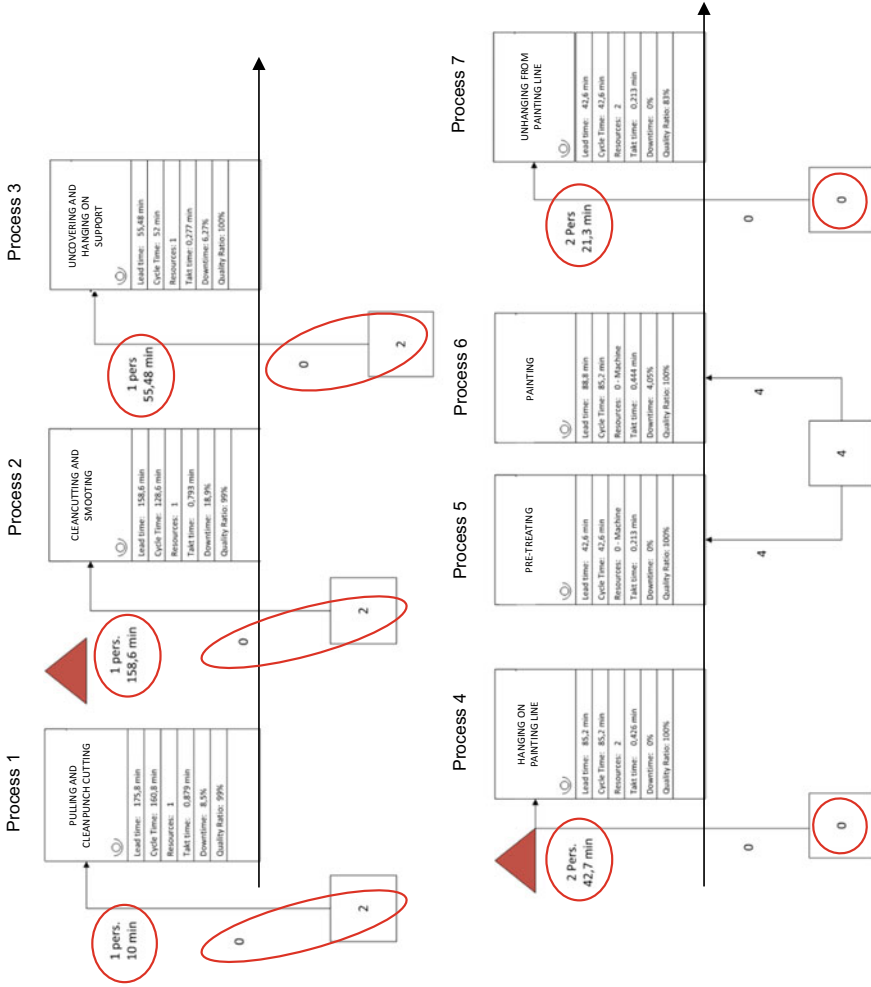 Process 1
PULLING AND
CLEANPUNCH CUTTING
Lead time: 175,8 min
Cycle Time: 160,8 min
Resources: 1
Takt time: 0,879 min
Downtime: 8,5%
Quality Ratio: 99%
1 pers.
10 min
0
2
Process 2
CLEANCUTTING AND
SMOOTING
Lead time: 158,6 min
Cycle Time: 128,6 min
Resources: 1
Takt time: 0,793 min
Downtime: 18,9%
Quality Ratio: 99%
1 pers.
158,6 min
0
2
Process 3
UNCOVERING AND
HANGING ON
SUPPORT
Lead time: 55,48 min
Cycle Time: 52 min
Resources: 1
Takt time: 0,277 min
Downtime: 6,27%
Quality Ratio: 100%
1 pers
55,48 min
0
2
Process 4
HANGING ON
PAINTING LINE
Lead time: 85,2 min
Cycle Time: 85,2 min
Resources: 2
Takt time: 0,426 min
Downtime: 0%
Quality Ratio: 100%
2 Pers.
42,7 min
0
0
Process 5
PRE-TREATING
Lead time: 42,6 min
Cycle Time: 42,6 min
Resources: 0 - Machine
Takt time: 0,213 min
Downtime: 0%
Quality Ratio: 100%
4
Process 6
PAINTING
Lead time: 88,8 min
Cycle Time: 85,2 min
Resources: 0 - Machine
Takt time: 0,444 min
Downtime: 4,05%
Quality Ratio: 100%
4
4
Process 7
UNHANGING FROM
PAINTING LINE
Lead time: 42,6 min
Cycle Time: 42,6 min
Resources: 2
Takt time: 0,213 min
Downtime: 0%
Quality Ratio: 83%
2 Pers
21,3 min
0
0